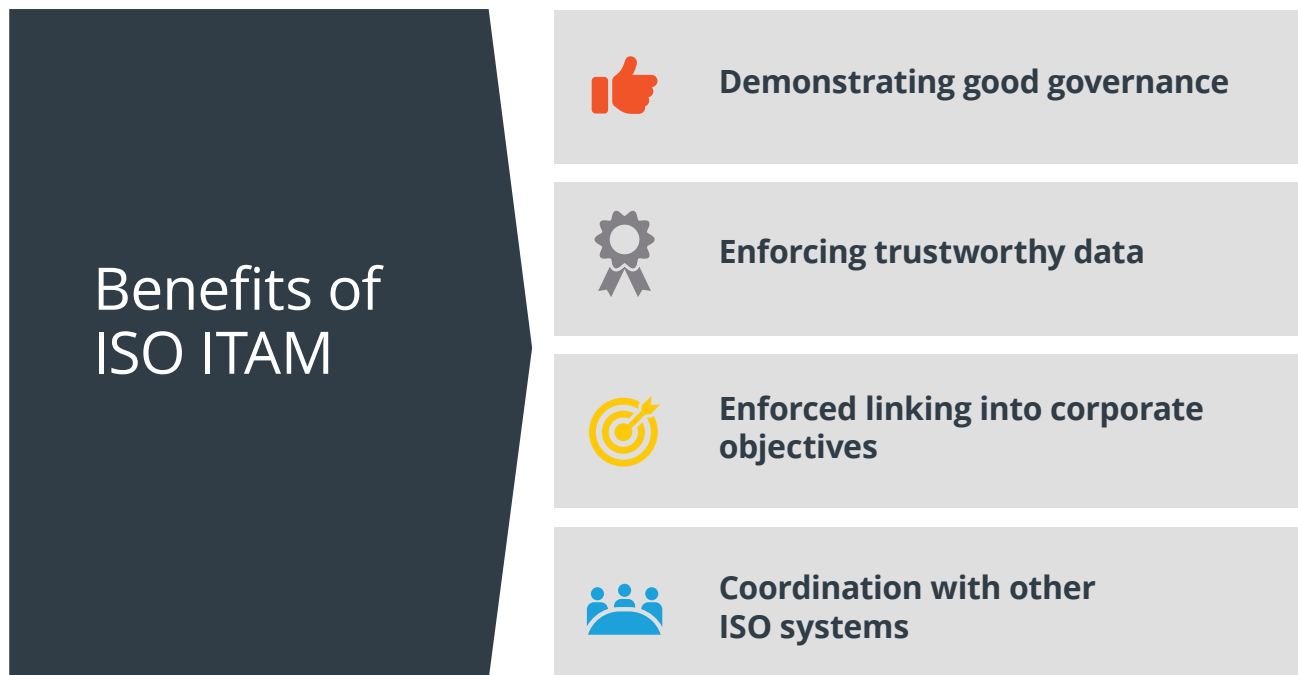 Benefits of
ISO ITAM
Demonstrating good governance
Enforcing trustworthy data
Enforced linking into corporate
objectives
Coordination with other
ISO systems